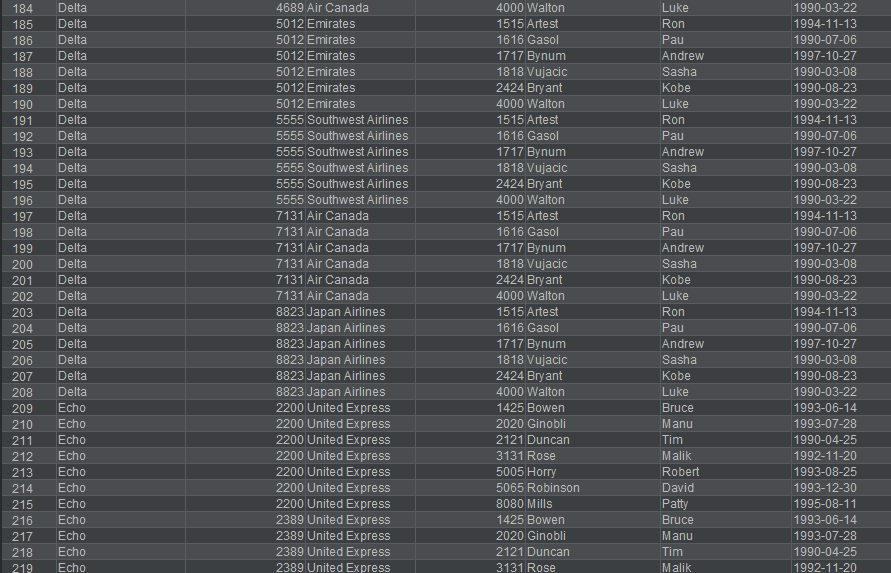 184 Delta 4689 Air Canada 4000 Walton Luke 1990-03-22
185 Delta 5012 Emirates 1515 Artest Ron 1994-11-13
186 Delta 5012 Emirates 1616 Gasol Pau 1990-07-06
187 Delta 5012 Emirates 1717 Bynum Andrew 1997-10-27
188 Delta 5012 Emirates 1818 Vujacic Sasha 1990-03-08
189 Delta 5012 Emirates 2424 Bryant Kobe 1990-08-23
190 Delta 5012 Emirates 4000 Walton Luke 1990-03-22
191 Delta 5555 Southwest Airlines 1515 Artest Ron 1994-11-13
192 Delta 5555 Southwest Airlines 1616 Gasol Pau 1990-07-06
193 Delta 5555 Southwest Airlines 1717 Bynum Andrew 1997-10-27
194 Delta 5555 Southwest Airlines 1818 Vujacic Sasha 1990-03-08
195 Delta 5555 Southwest Airlines 2424 Bryant Kobe 1990-08-23
196 Delta 5555 Southwest Airlines 4000 Walton Luke 1990-03-22
197 Delta 7131 Air Canada 1515 Artest Ron 1994-11-13
198 Delta 7131 Air Canada 1616 Gasol Pau 1990-07-06
199 Delta 7131 Air Canada 1717 Bynum Andrew 1997-10-27
200 Delta 7131 Air Canada 1818 Vujacic Sasha 1990-03-08
201 Delta 7131 Air Canada 2424 Bryant Kobe 1990-08-23
202 Delta 7131 Air Canada 4000 Walton Luke 1990-03-22
203 Delta 8823 Japan Airlines 1515 Artest Ron 1994-11-13
204 Delta 8823 Japan Airlines 1616 Gasol Pau 1990-07-06
205 Delta 8823 Japan Airlines 1717 Bynum Andrew 1997-10-27
206 Delta 8823 Japan Airlines 1818 Vujacic Sasha 1990-03-08
207 Delta 8823 Japan Airlines 2424 Bryant Kobe 1990-08-23
208 Delta 8823 Japan Airlines 4000 Walton Luke 1990-03-22
209 Echo 2200 United Express 1425 Bowen Bruce 1993-06-14
210 Echo 2200 United Express 2020 Ginobli Manu 1993-07-28
211 Echo 2200 United Express 2121 Duncan Tim 1990-04-25
212 Echo 2200 United Express 3131 Rose Malik 1992-11-20
213 Echo 2200 United Express 5005 Horry Robert 1993-08-25
214 Echo 2200 United Express 5065 Robinson David 1993-12-30
215 Echo 2200 United Express 8080 Mills Patty 1995-08-11
216 Echo 2389 United Express 1425 Bowen Bruce 1993-06-14
217 Echo 2389 United Express 2020 Ginobli Manu 1993-07-28
218 Echo 2389 United Express 2121 Duncan Tim 1990-04-25
219 Echo 2389 United Express 3131 Rose Malik 1992-11-20